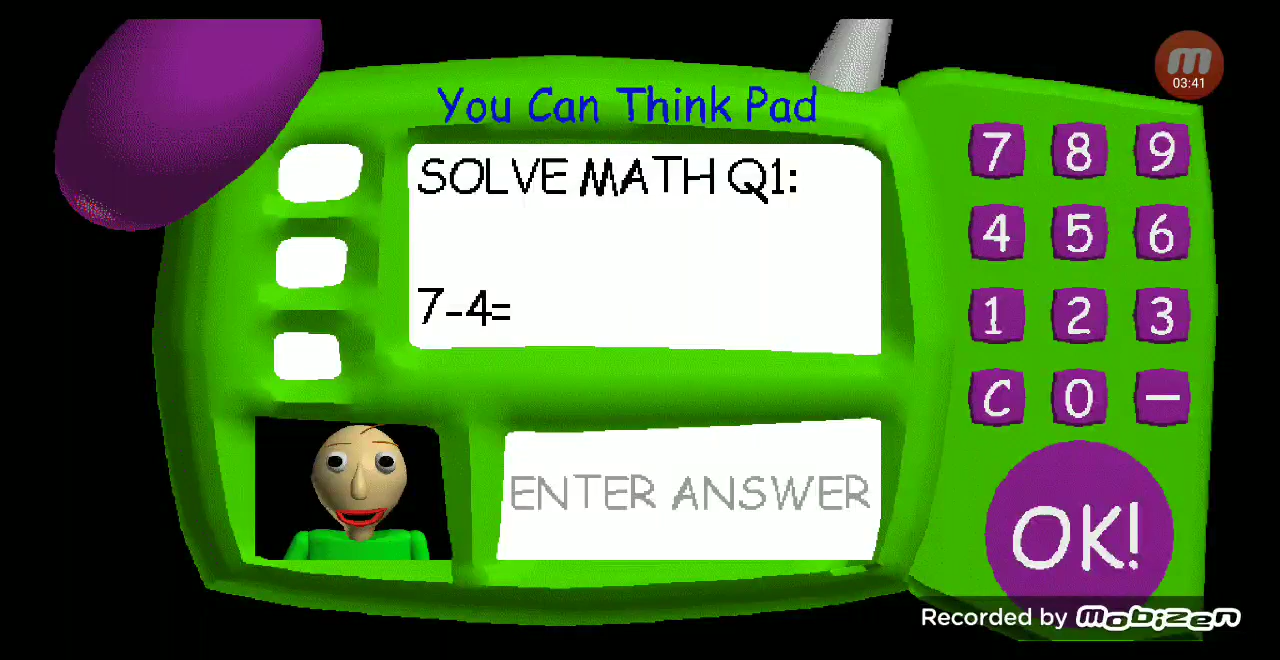 You Can Think Pad
03:41
SOLVE MATH Q1:
7-4=
ENTER ANSWER
7 8 9
4 5 6
1 2 3
C 0 —
OK!
Recorded by mobizen